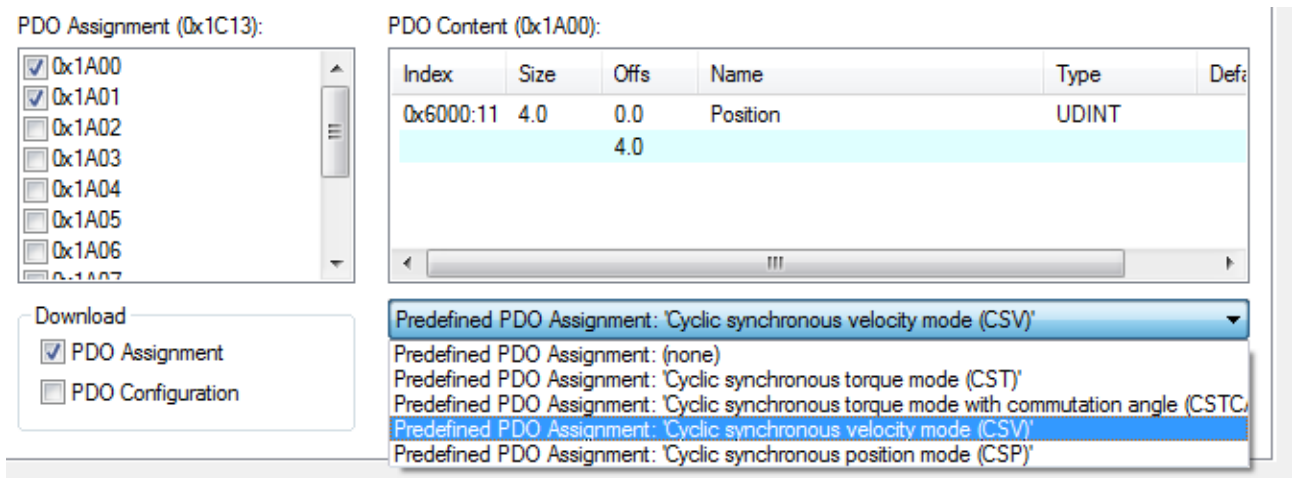 PDO Assignment (0x1C13):
PDO Content (0x1A00):
0x1A00
0x1A01
0x1A02
0x1A03
0x1A04
0x1A05
0x1A06
Index Size Offs Name Type Defa
0x6000:11 4.0 0.0 Position UDINT
4.0
Download
PDO Assignment
PDO Configuration
Predefined PDO Assignment: 'Cyclic synchronous velocity mode (CSV)'
Predefined PDO Assignment: (none)
Predefined PDO Assignment: 'Cyclic synchronous torque mode (CST)'
Predefined PDO Assignment: 'Cyclic synchronous torque mode with commutation angle (CSTCA
Predefined PDO Assignment: 'Cyclic synchronous velocity mode (CSV)'
Predefined PDO Assignment: 'Cyclic synchronous position mode (CSP)'